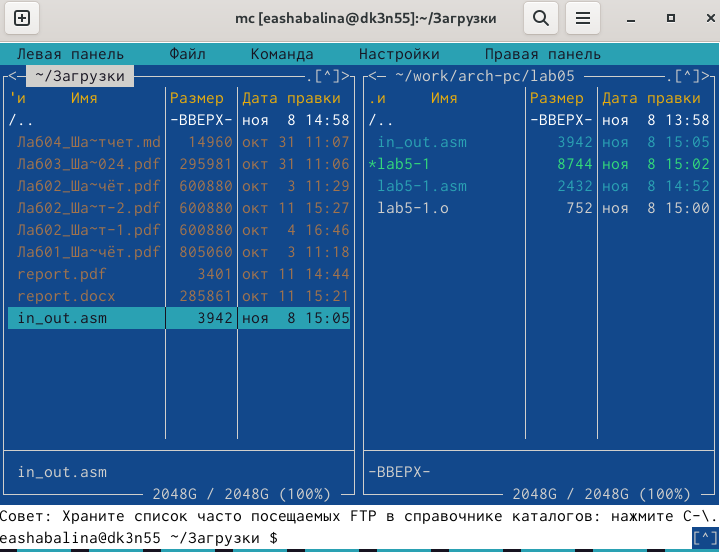 mc [eashabalina@dk3n55]:~/Загрузки
Левая панель Файл Команда Настройки Правая панель
<— ~/Загрузки .[^]>
'и Имя Размер Дата правки
/.. -ВВЕРХ- ноя 8 14:58
Лаб04_Ша~тчет.md 14960 окт 31 11:07
Лаб03_Ша~024.pdf 295981 окт 31 11:06
Лаб02_Ша~чёт.pdf 600880 окт 3 11:29
Лаб02_Ша~т-2.pdf 600880 окт 11 15:27
Лаб02_Ша~т-1.pdf 600880 окт 4 16:46
Лаб01_Ша~чёт.pdf 805060 окт 3 11:18
report.pdf 3401 окт 11 14:44
report.docx 285861 окт 11 15:21
in_out.asm 3942 ноя 8 15:05
in_out.asm
2048G / 2048G (100%)
<— ~/work/arch-pc/lab05 .[^]>
.и Имя Размер Дата правки
/.. -ВВЕРХ- ноя 8 13:58
in_out.asm 3942 ноя 8 15:05
*lab5-1 8744 ноя 8 15:02
lab5-1.asm 2432 ноя 8 14:52
lab5-1.o 752 ноя 8 15:00
-ВВЕРХ-
2048G / 2048G (100%)
Совет: Храните список часто посещаемых FTP в справочнике каталогов: нажмите C-\.
eashabalina@dk3n55 ~/Загрузки $ [^]